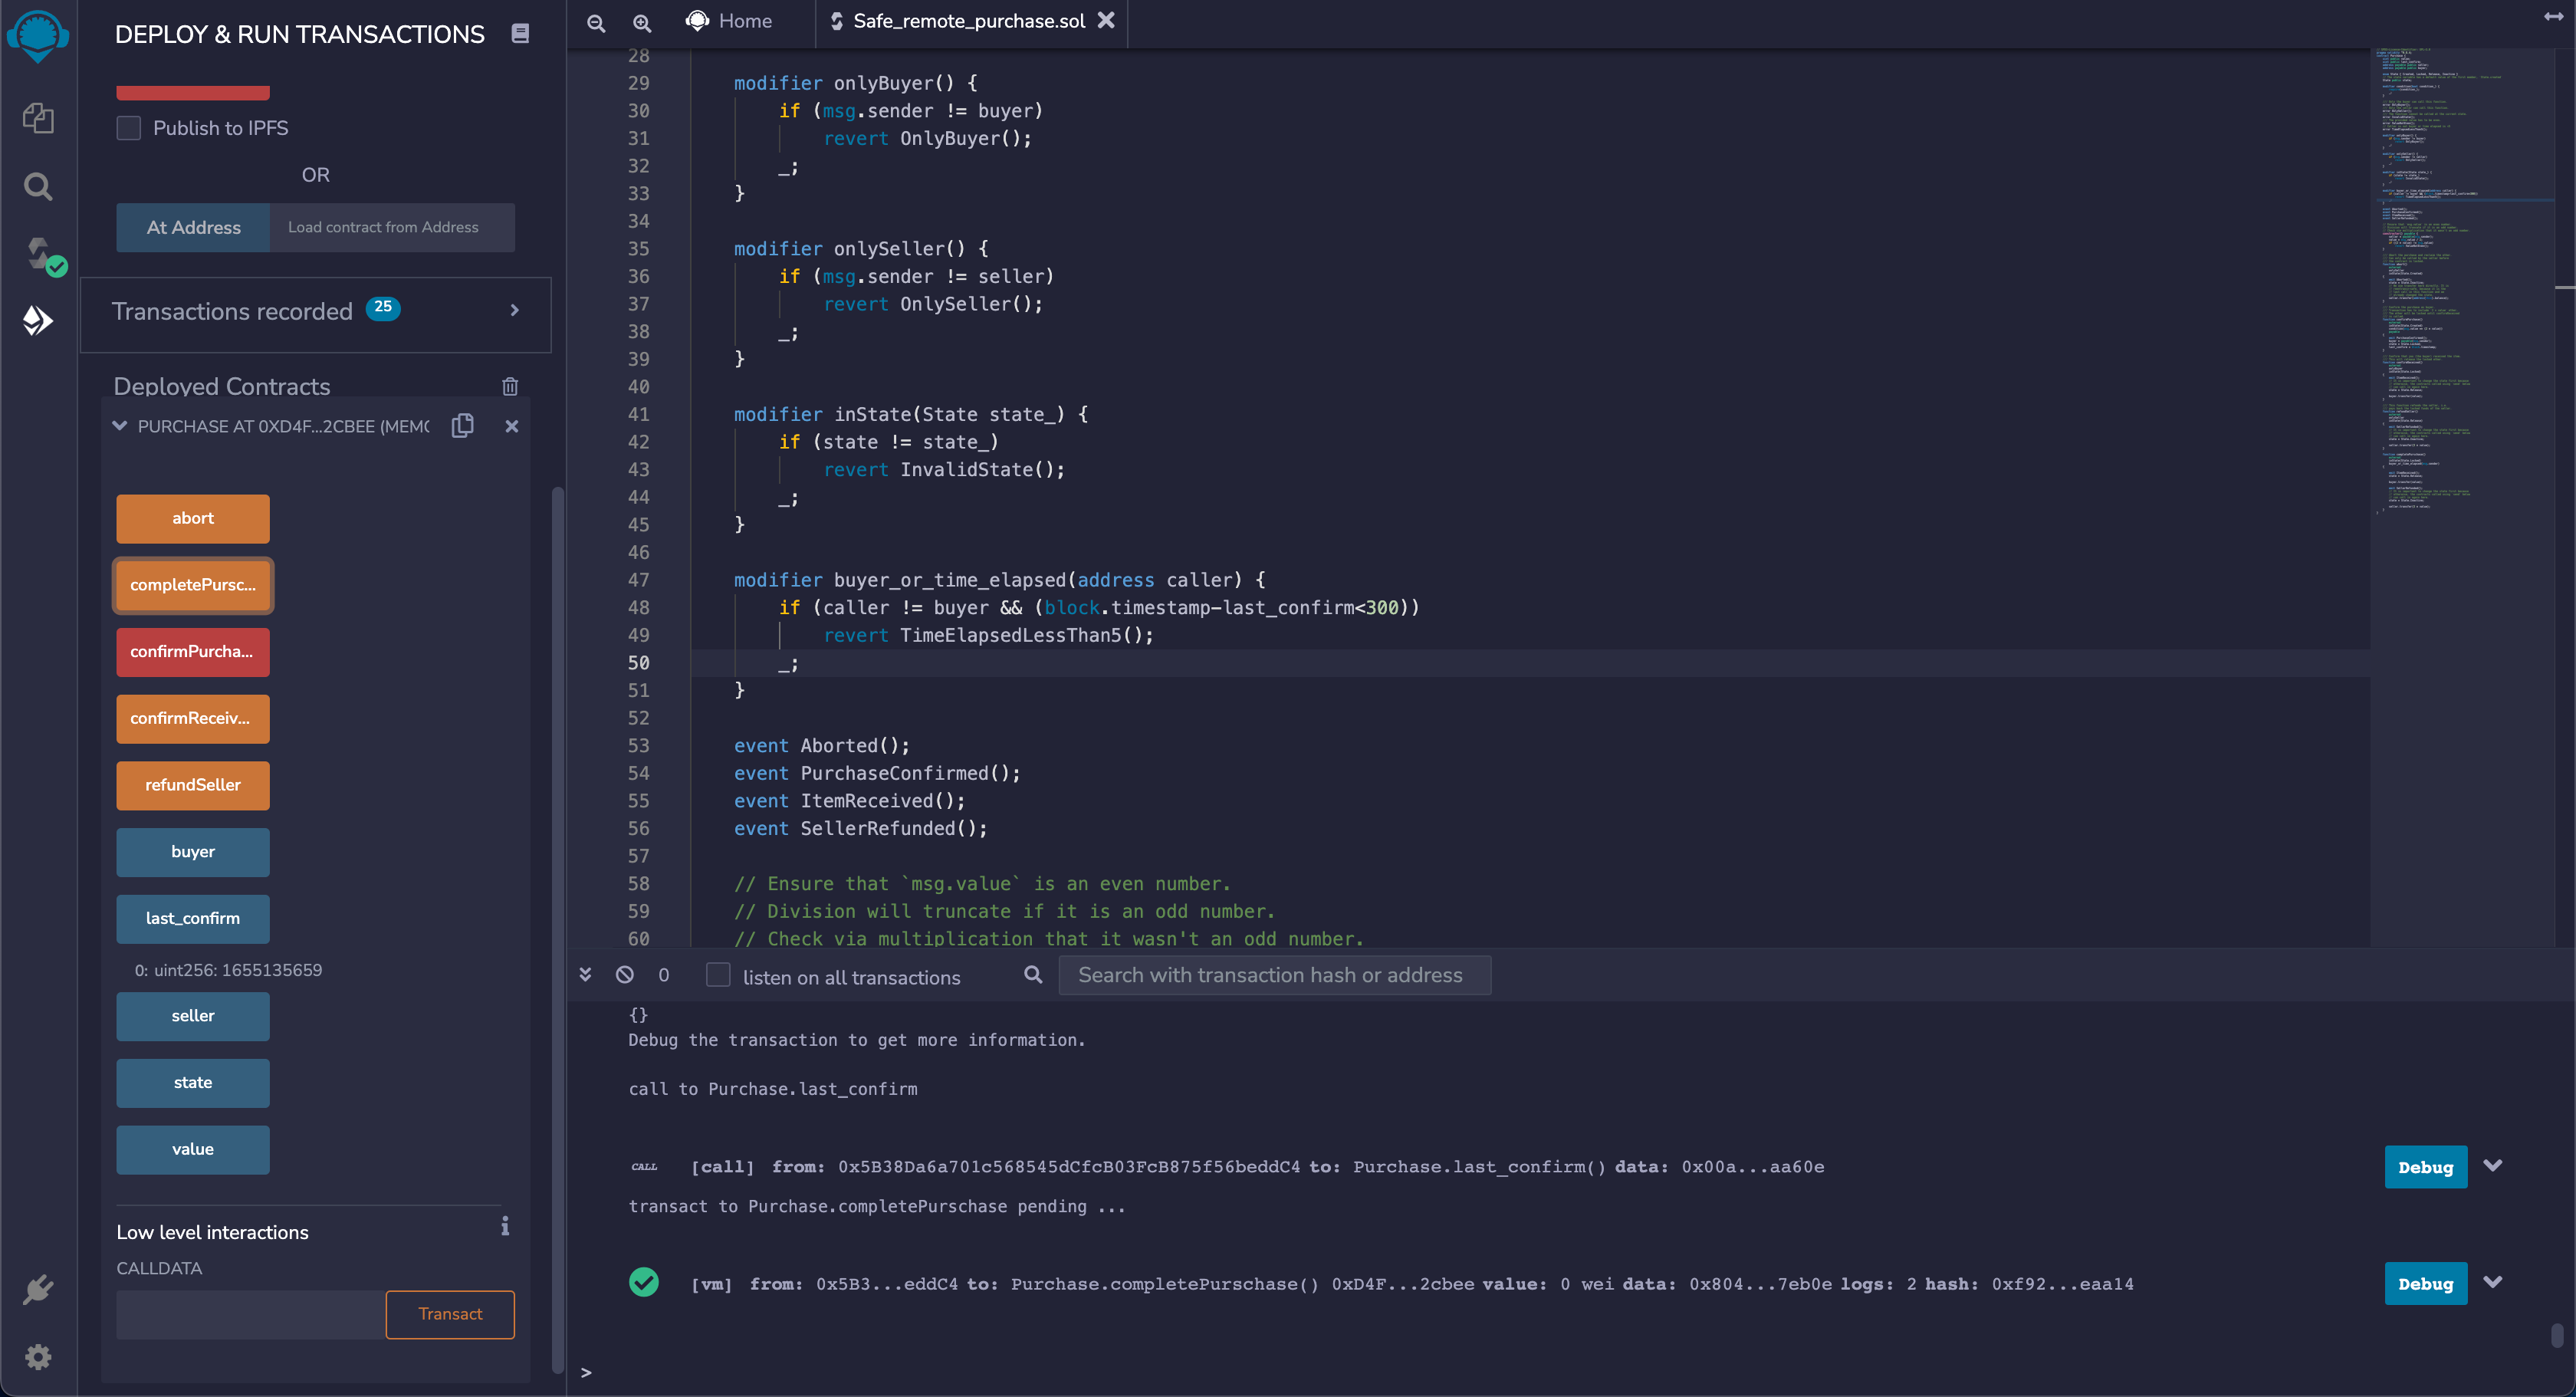 DEPLOY & RUN TRANSACTIONS
Publish to IPFS
OR
At Address
Load contract from Address
Transactions recorded 25
Deployed Contracts
PURCHASE AT 0XD4F...2CBEE (MEMO
abort
completePursc...
confirmPurcha...
confirmReceiv...
refundSeller
buyer
last_confirm
0: uint256: 1655135659
seller
state
value
Low level interactions
CALLDATA
Transact
Home
Safe_remote_purchase.sol
28
29 modifier onlyBuyer() {
30 if (msg.sender != buyer)
31 revert OnlyBuyer();
32 _;
33 }
34
35 modifier onlySeller() {
36 if (msg.sender != seller)
37 revert OnlySeller();
38 _;
39 }
40
41 modifier inState(State state_) {
42 if (state != state_)
43 revert InvalidState();
44 _;
45 }
46
47 modifier buyer_or_time_elapsed(address caller) {
48 if (caller != buyer && (block.timestamp-last_confirm<300))
49 revert TimeElapsedLessThan5();
50 _;
51 }
52
53 event Aborted();
54 event PurchaseConfirmed();
55 event ItemReceived();
56 event SellerRefunded();
57
58 // Ensure that `msg.value` is an even number.
59 // Division will truncate if it is an odd number.
60 // Check via multiplication that it wasn't an odd number.
0
listen on all transactions
Search with transaction hash or address
{}
Debug the transaction to get more information.
call to Purchase.last_confirm
CALL [call] from: 0x5B38Da6a701c568545dCfcB03FcB875f56beddC4 to: Purchase.last_confirm() data: 0x00a...aa60e
Debug
transact to Purchase.completePurschase pending ...
[vm] from: 0x5B3...eddC4 to: Purchase.completePurschase() 0xD4F...2cbee value: 0 wei data: 0x804...7eb0e logs: 2 hash: 0xf92...eaa14
Debug
>